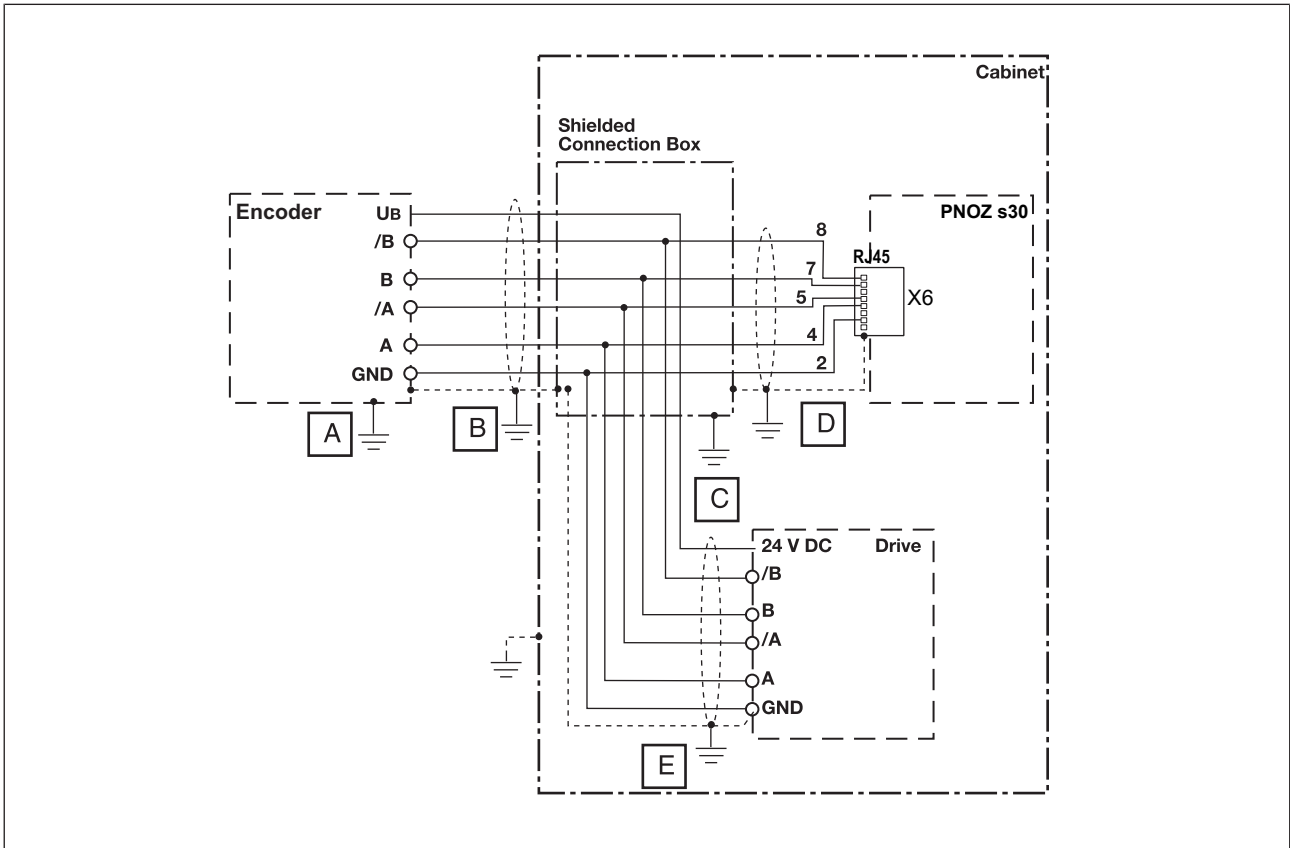 Cabinet
Shielded
Connection Box
Encoder
UB
/B
B
/A
A
GND
PNOZ s30
RJ45
X6
8
7
5
4
2
A
B
C
D
24 V DC
Drive
/B
B
/A
A
GND
E